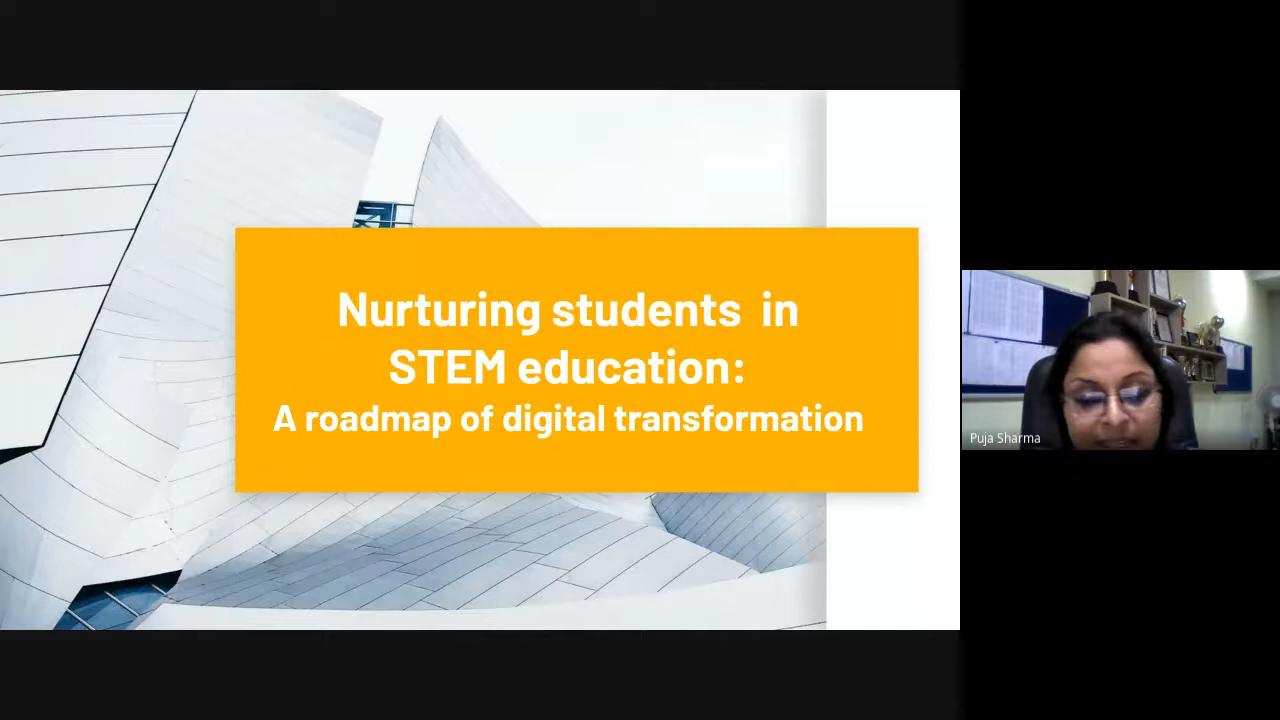 Nurturing students  in
STEM education:
A roadmap of digital transformation
Puja Sharma